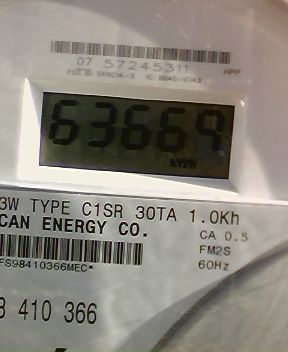 07 57245311
63669
kWh
3W TYPE C1SR 30TA 1.0Kh
CAN ENERGY CO.
CA 0.5
FM2S
60Hz
FS98410366MEC*
8 410 366